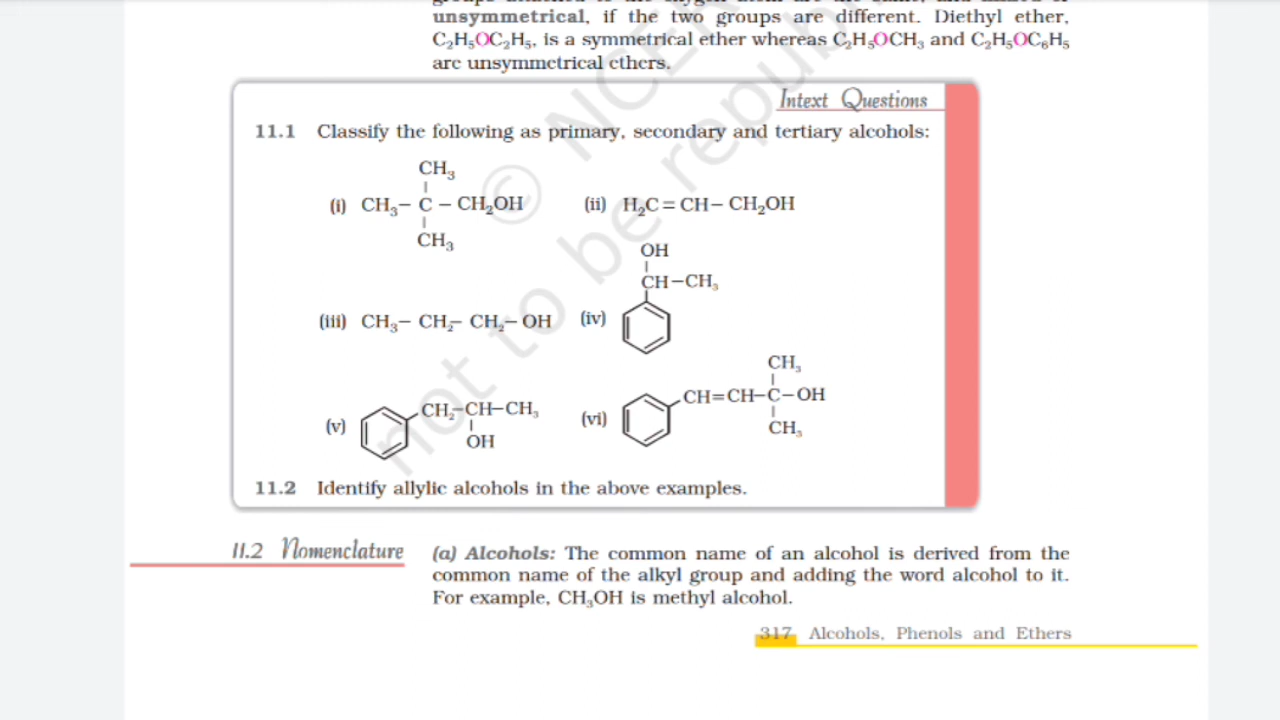 unsymmetrical, if the two groups are different. Diethyl ether,
C₂H₅OC₂H₅, is a symmetrical ether whereas C₂H₅OCH₃ and C₂H₅OC₆H₅
are unsymmetrical ethers.
Intext Questions
11.1 Classify the following as primary, secondary and tertiary alcohols:
CH₃
(i) CH₃– C – CH₂OH (ii) H₂C = CH– CH₂OH
CH₃
OH
CH–CH₃
(iii) CH₃– CH₂– CH₂– OH (iv)
CH₃
CH=CH–C–OH
(v) CH₂–CH–CH₃ (vi)
CH₃
OH
11.2 Identify allylic alcohols in the above examples.
11.2 Nomenclature (a) Alcohols: The common name of an alcohol is derived from the
common name of the alkyl group and adding the word alcohol to it.
For example, CH₃OH is methyl alcohol.
317 Alcohols, Phenols and Ethers
not to be repub